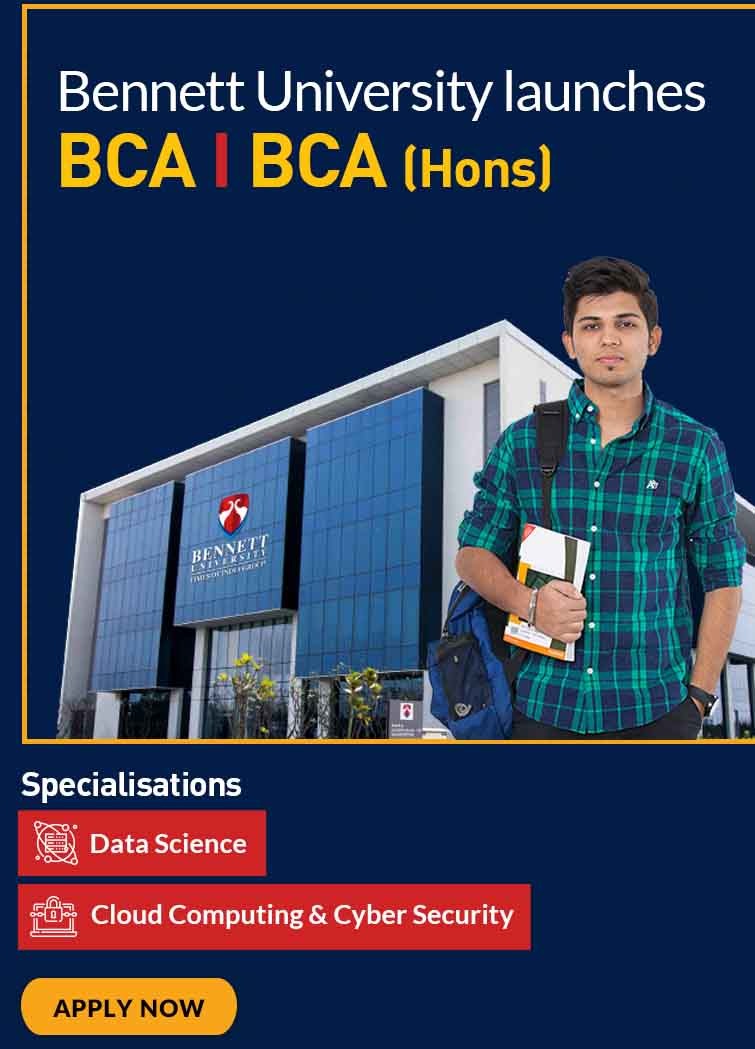 Bennett University launches
BCA | BCA (Hons)
BENNETT
UNIVERSITY
TIMES OF INDIA GROUP
Specialisations
Data Science
Cloud Computing & Cyber Security
APPLY NOW